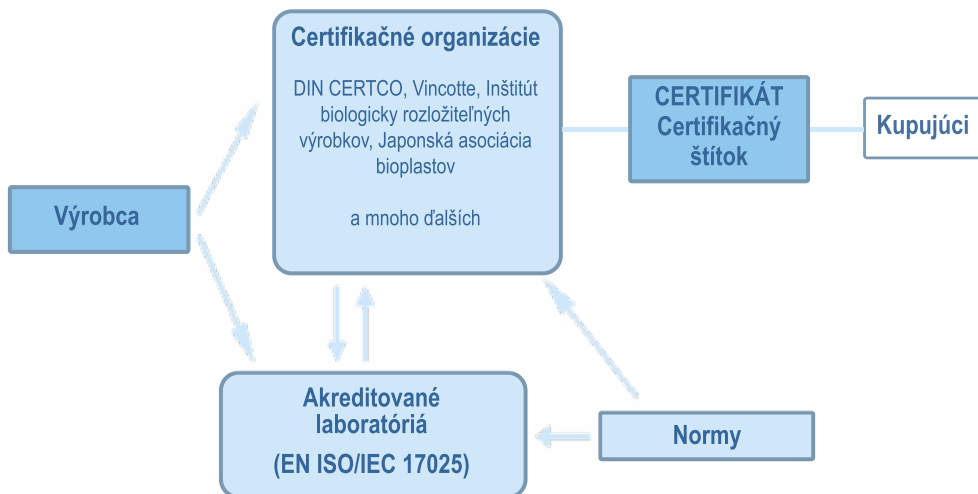 Certifikačné organizácie
DIN CERTCO, Vincotte, Inštitút
biologicky rozložiteľných
výrobkov, Japonská asociácia
bioplastov
a mnoho ďalších
CERTIFIKÁT
Certifikačný
štítok
Kupujúci
Výrobca
Akreditované
laboratóriá
(EN ISO/IEC 17025)
Normy